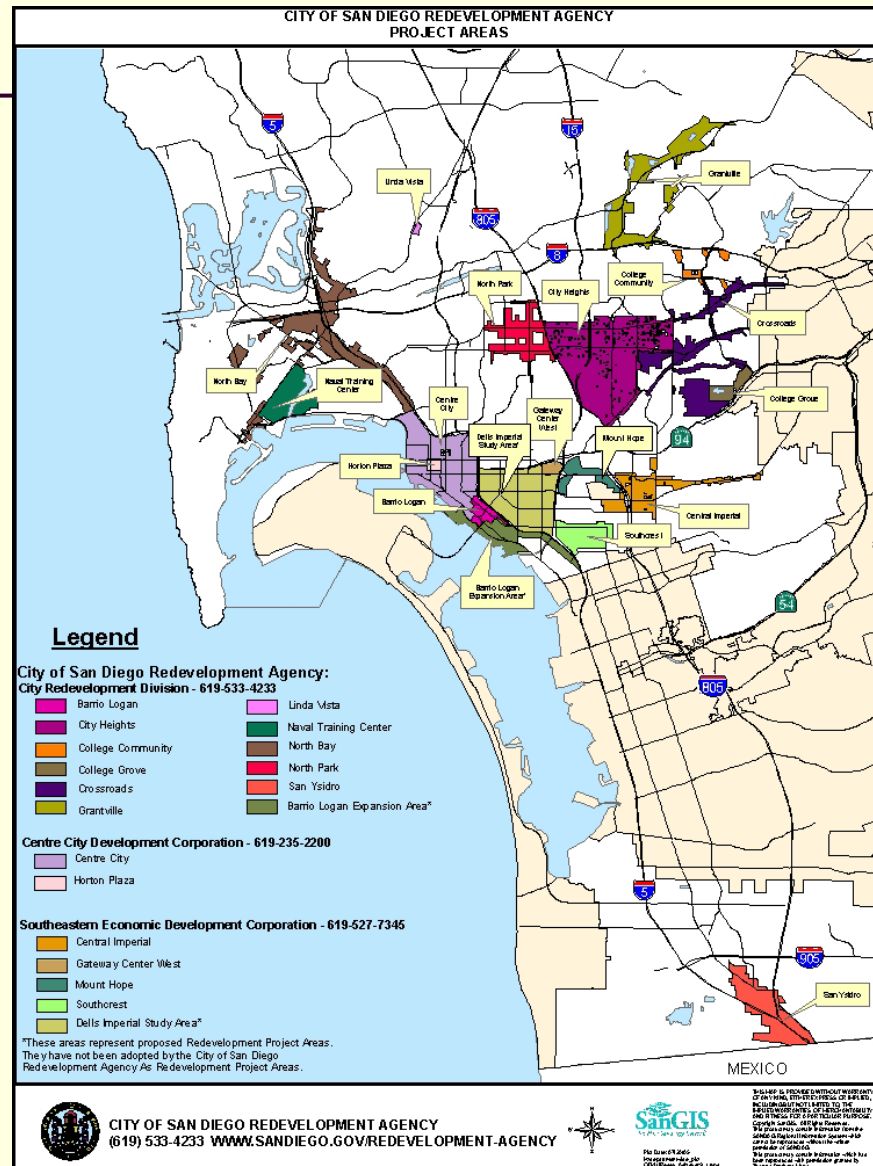 CITY OF SAN DIEGO REDEVELOPMENT AGENCY
PROJECT AREAS
5
15
Linda Vista
Grantville
805
8
North Park
City Heights
College
Community
Crossroads
North Bay
Naval Training
Center
Centre
City
Gateway
Center
West
Dells Imperial
Study Area*
Mount Hope
College Grove
94
Horton Plaza
Barrio Logan
Central Imperial
Southcrest
Barrio Logan
Expansion Area*
54
805
5
905
San Ysidro
MEXICO
Legend
City of San Diego Redevelopment Agency:
City Redevelopment Division - 619-533-4233
Barrio Logan
City Heights
College Community
College Grove
Crossroads
Grantville
Linda Vista
Naval Training Center
North Bay
North Park
San Ysidro
Barrio Logan Expansion Area*
Centre City Development Corporation - 619-235-2200
Centre City
Horton Plaza
Southeastern Economic Development Corporation - 619-527-7345
Central Imperial
Gateway Center West
Mount Hope
Southcrest
Dells Imperial Study Area*
*These areas represent proposed Redevelopment Project Areas.
They have not been adopted by the City of San Diego
Redevelopment Agency As Redevelopment Project Areas.
CITY OF SAN DIEGO REDEVELOPMENT AGENCY
(619) 533-4233 WWW.SANDIEGO.GOV/REDEVELOPMENT-AGENCY
SanGIS